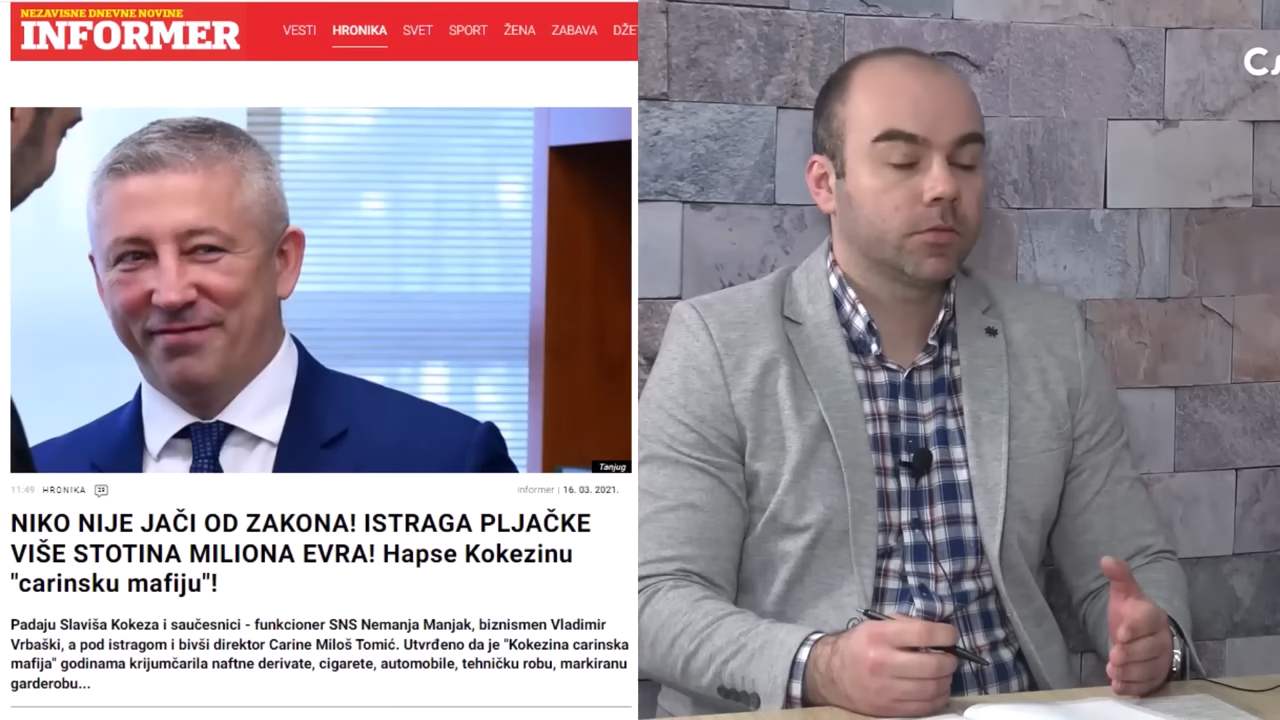 NEZAVISNE DNEVNE NOVINE
INFORMER
VESTI HRONIKA SVET SPORT ŽENA ZABAVA DŽE
Сл
Tanjug
11:49 HRONIKA
informer | 16. 03. 2021.
NIKO NIJE JAČI OD ZAKONA! ISTRAGA PLJAČKE
VIŠE STOTINA MILIONA EVRA! Hapse Kokezinu
"carinsku mafiju"!
Padaju Slaviša Kokeza i saučesnici - funkcioner SNS Nemanja Manjak, biznismen Vladimir
Vrbaški, a pod istragom i bivši direktor Carine Miloš Tomić. Utvrđeno da je "Kokezina carinska
mafija" godinama krijumčarila naftne derivate, cigarete, automobile, tehničku robu, markiranu
garderobu...